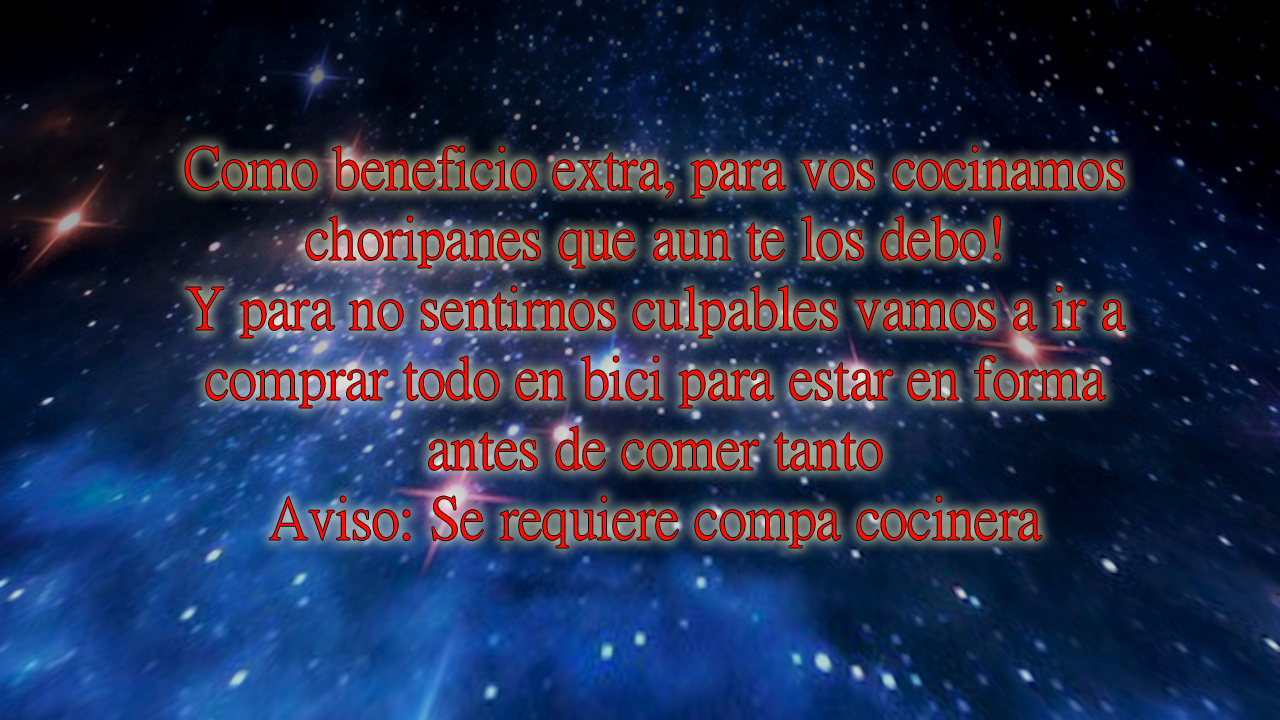 Como beneficio extra, para vos cocinamos
choripanes que aun te los debo!
Y para no sentirnos culpables vamos a ir a
comprar todo en bici para estar en forma
antes de comer tanto
Aviso: Se requiere compa cocinera